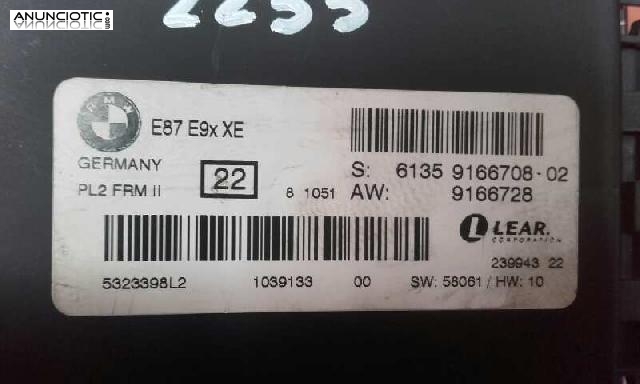 ANUNCIOTIC.com
BMW
E87 E9x XE
GERMANY
PL2 FRM II
22
8 1051
S: 6135 9166708-02
AW: 9166728
LEAR.
CORPORATION
239943 22
5323398L2 1039133 00 SW: 58061 / HW: 10